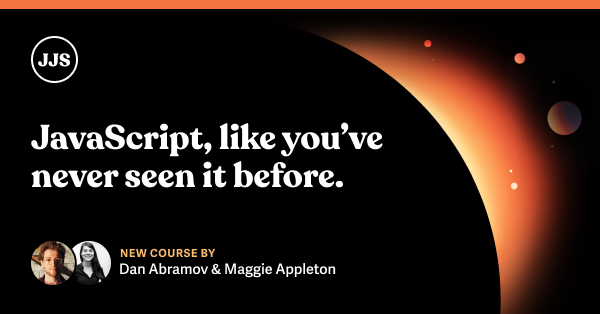 JJS
JavaScript, like you’ve
never seen it before.
NEW COURSE BY
Dan Abramov & Maggie Appleton